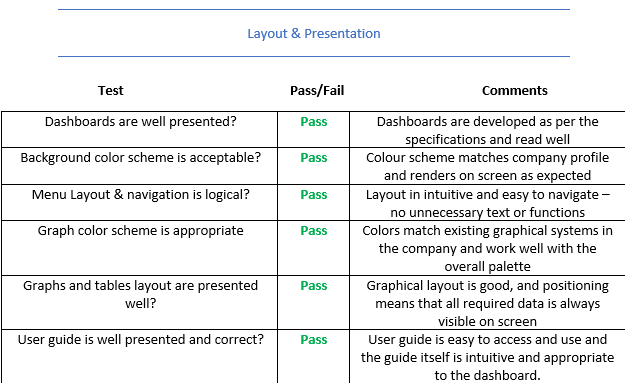 Layout & Presentation
Test Pass/Fail Comments
Dashboards are well presented? Pass Dashboards are developed as per the
specifications and read well
Background color scheme is acceptable? Pass Colour scheme matches company profile
and renders on screen as expected
Menu Layout & navigation is logical? Pass Layout in intuitive and easy to navigate –
no unnecessary text or functions
Graph color scheme is appropriate Pass Colors match existing graphical systems in
the company and work well with the
overall palette
Graphs and tables layout are presented
well?
Pass
Graphical layout is good, and positioning
means that all required data is always
visible on screen
User guide is well presented and correct? Pass User guide is easy to access and use and
the guide itself is intuitive and appropriate
to the dashboard.